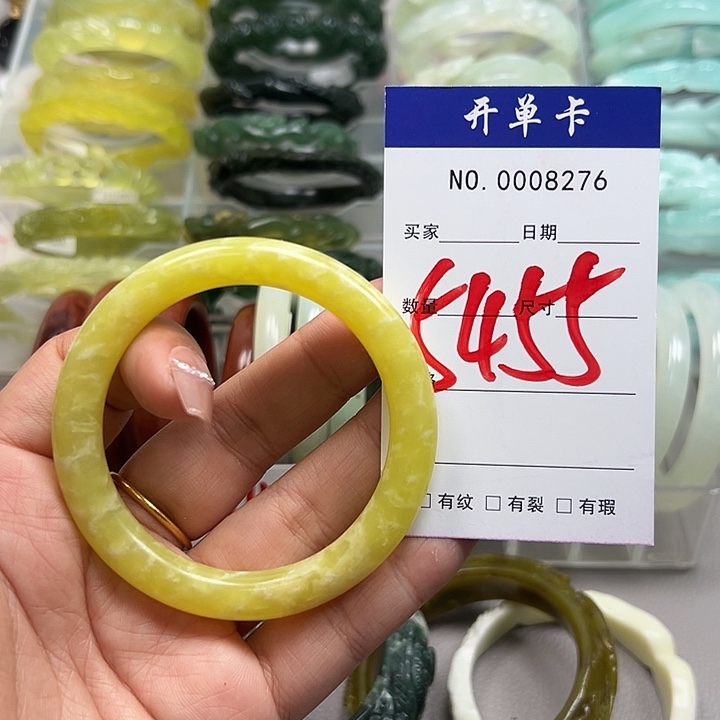 开单卡
NO. 0008276
买家 日期
数量 尺寸
5455
□有纹 □有裂 □有瑕